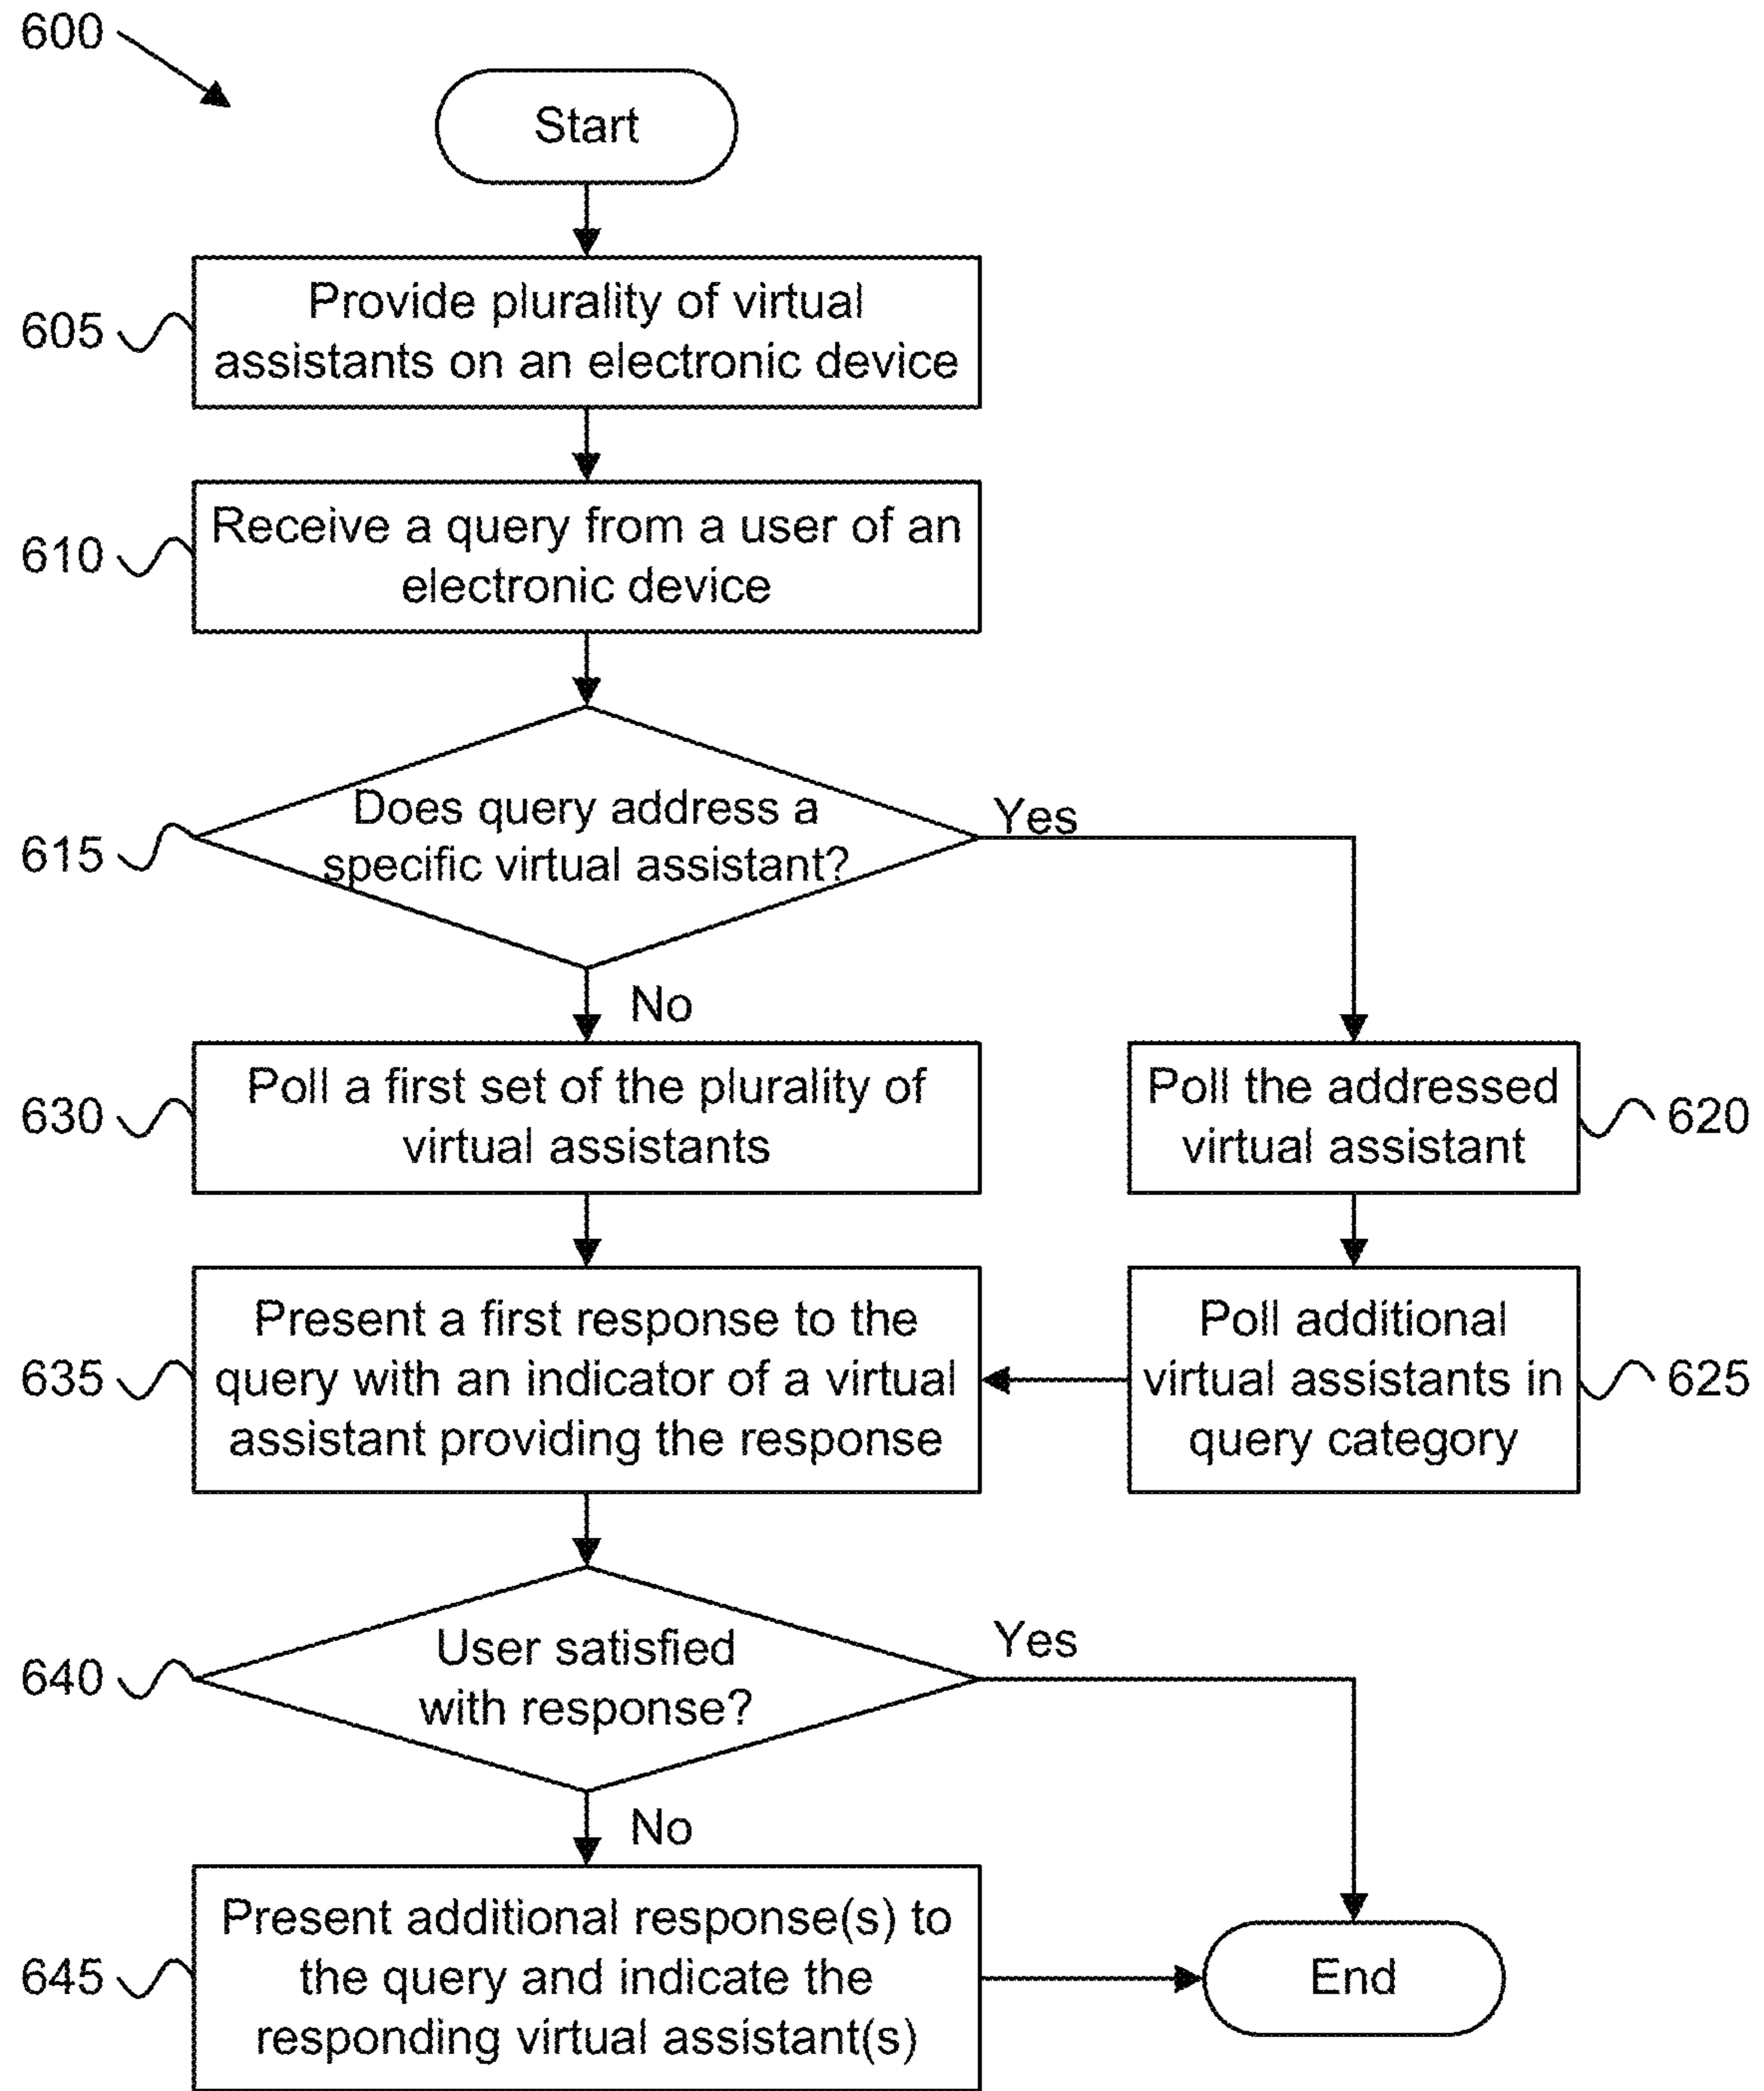 600
Start
605
Provide plurality of virtual
assistants on an electronic device
610
Receive a query from a user of an
electronic device
615
Does query address a
specific virtual assistant?
Yes
No
630
Poll a first set of the plurality of
virtual assistants
Poll the addressed
virtual assistant
620
635
Present a first response to the
query with an indicator of a virtual
assistant providing the response
Poll additional
virtual assistants in
query category
625
640
User satisfied
with response?
Yes
No
645
Present additional response(s) to
the query and indicate the
responding virtual assistant(s)
End